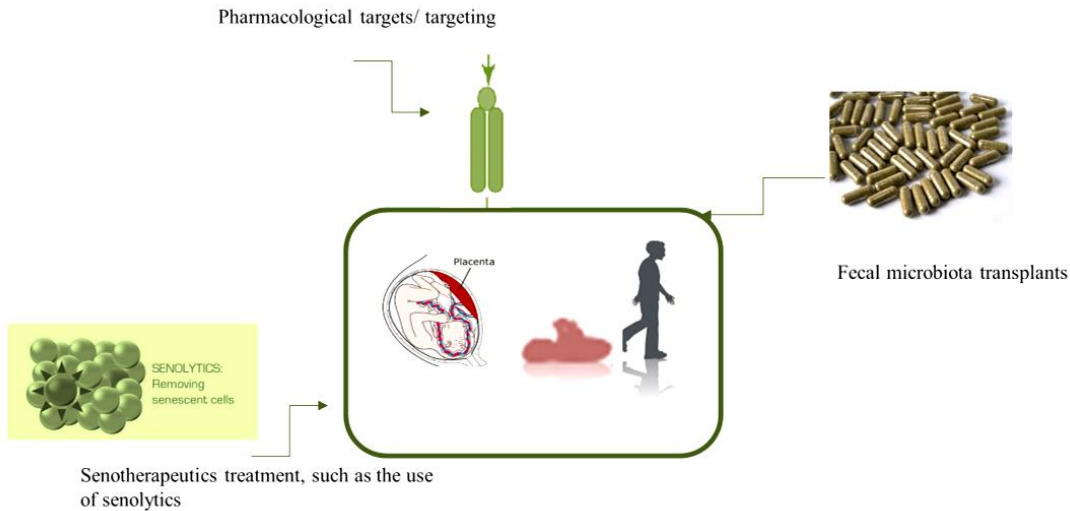 Pharmacological targets/ targeting
Placenta
Fecal microbiota transplants
SENOLYTICS:
Removing
senescent cells
Senotherapeutics treatment, such as the use
of senolytics